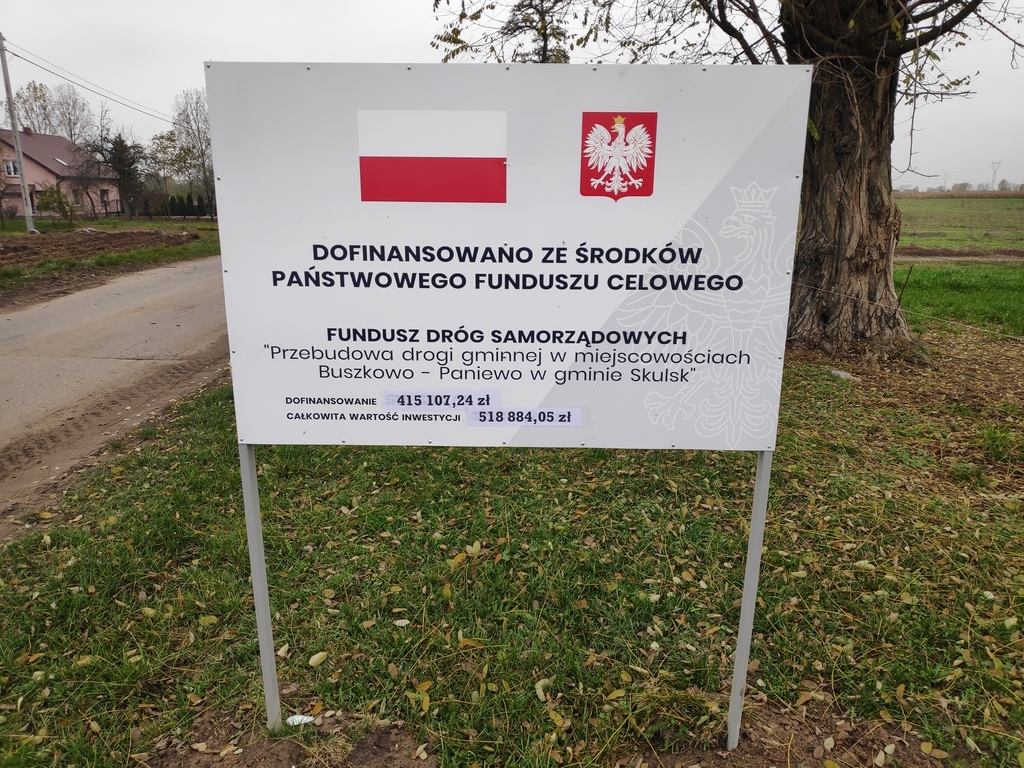 DOFINANSOWANO ZE ŚRODKÓW
PAŃSTWOWEGO FUNDUSZU CELOWEGO
FUNDUSZ DRÓG SAMORZĄDOWYCH
"Przebudowa drogi gminnej w miejscowościach
Buszkowo - Paniewo w gminie Skulsk"
DOFINANSOWANIE 415 107,24 zł
CAŁKOWITA WARTOŚĆ INWESTYCJI 518 884,05 zł